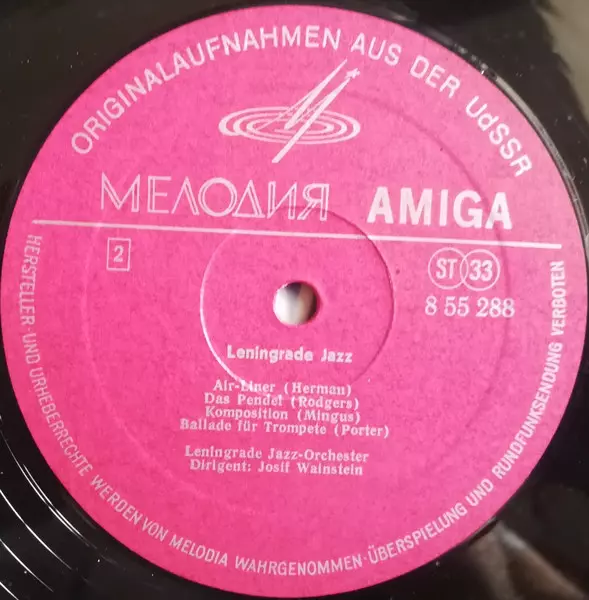 ORIGINALAUFNAHMEN AUS DER UdSSR
МЕЛОДИЯ AMIGA
2
ST 33
8 55 288
Leningrade Jazz
Air-Liner (Herman)
Das Pendel (Rodgers)
Komposition (Mingus)
Ballade für Trompete (Porter)
Leningrade Jazz-Orchester
Dirigent: Josif Wainstein
HERSTELLER- UND URHEBERRECHTE WERDEN VON MELODIA WAHRGENOMMEN · ÜBERSPIELUNG UND RUNDFUNKSENDUNG VERBOTEN